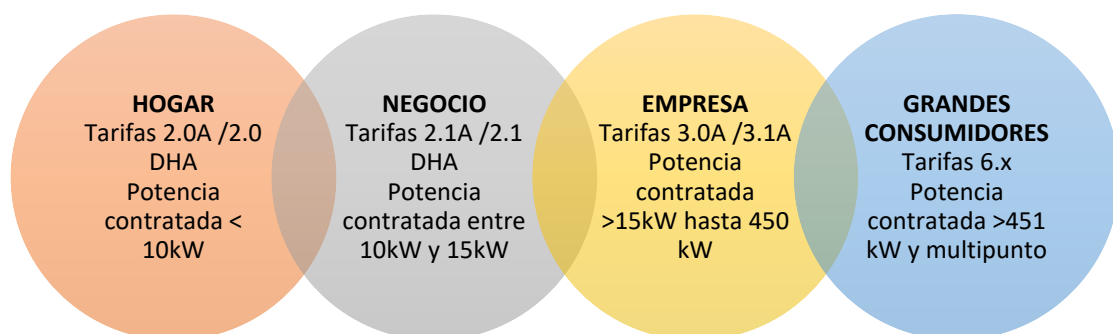 HOGAR
Tarifas 2.0A /2.0
DHA
Potencia
contratada <
10kW
NEGOCIO
Tarifas 2.1A /2.1
DHA
Potencia
contratada entre
10kW y 15kW
EMPRESA
Tarifas 3.0A /3.1A
Potencia
contratada
>15kW hasta 450
kW
GRANDES
CONSUMIDORES
Tarifas 6.x
Potencia
contratada >451
kW y multipunto